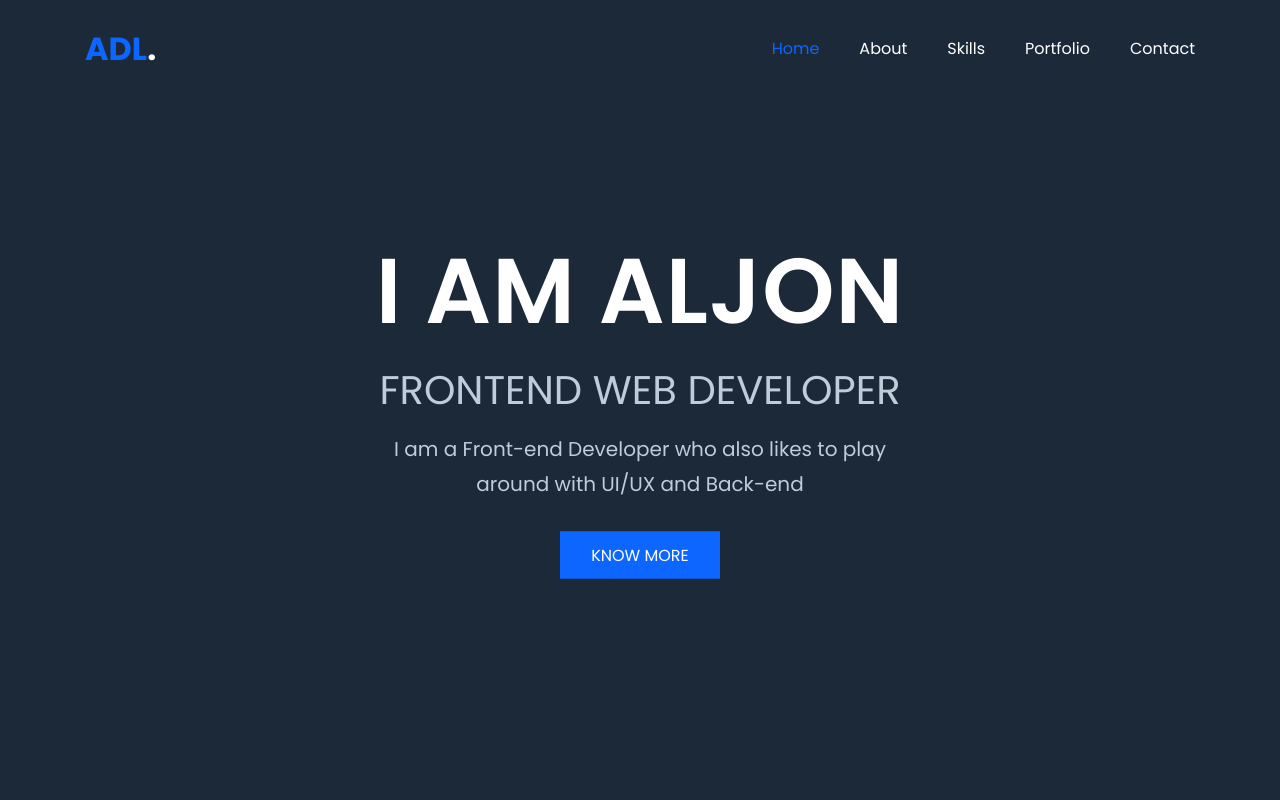 ADL.
Home About Skills Portfolio Contact
I AM ALJON
FRONTEND WEB DEVELOPER
I am a Front-end Developer who also likes to play
around with UI/UX and Back-end
KNOW MORE